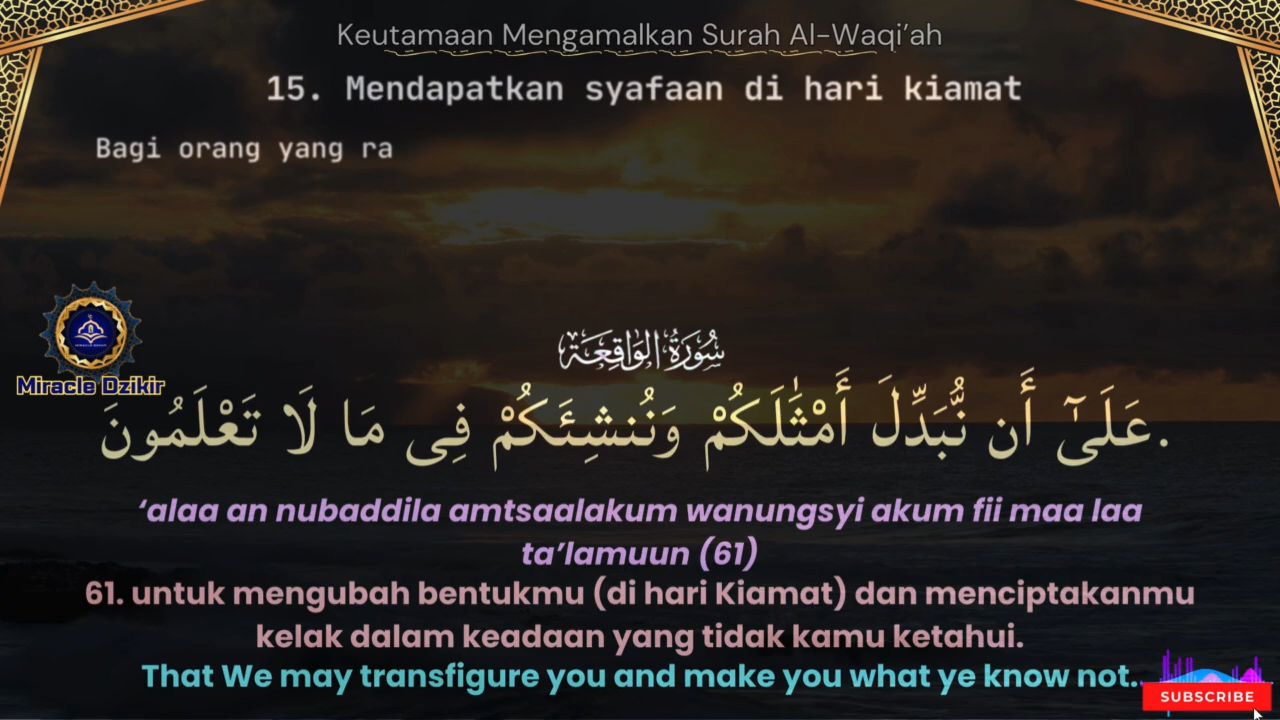 Keutamaan Mengamalkan Surah Al-Waqi’ah
15. Mendapatkan syafaan di hari kiamat
Bagi orang yang ra
سُورَةُ الوَاقِعَة
Miracle Dzikir
عَلَىٰٓ أَن نُّبَدِّلَ أَمْثَٰلَكُمْ وَنُنشِئَكُمْ فِى مَا لَا تَعْلَمُونَ.
‘alaa an nubaddila amtsaalakum wanungsyi akum fii maa laa
ta’lamuun (61)
61. untuk mengubah bentukmu (di hari Kiamat) dan menciptakanmu
kelak dalam keadaan yang tidak kamu ketahui.
That We may transfigure you and make you what ye know not..
SUBSCRIBE